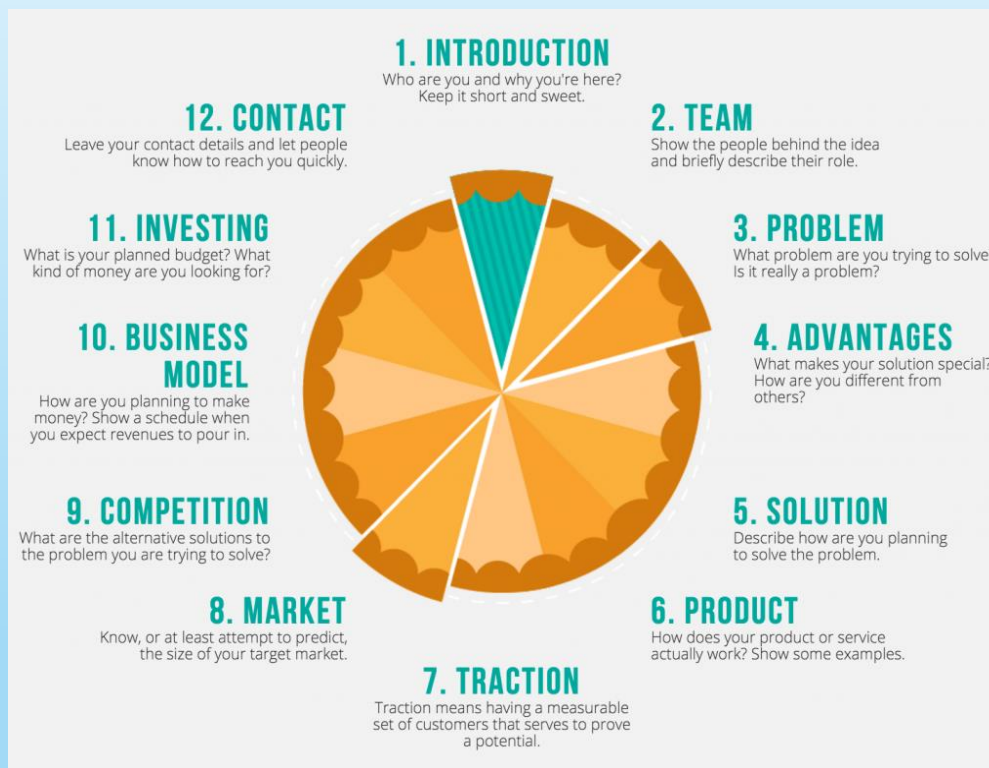 1. INTRODUCTION
Who are you and why you're here?
Keep it short and sweet.
2. TEAM
Show the people behind the idea
and briefly describe their role.
3. PROBLEM
What problem are you trying to solve
Is it really a problem?
4. ADVANTAGES
What makes your solution special?
How are you different from
others?
5. SOLUTION
Describe how are you planning
to solve the problem.
6. PRODUCT
How does your product or service
actually work? Show some examples.
7. TRACTION
Traction means having a measurable
set of customers that serves to prove
a potential.
8. MARKET
Know, or at least attempt to predict,
the size of your target market.
9. COMPETITION
What are the alternative solutions to
the problem you are trying to solve?
10. BUSINESS
MODEL
How are you planning to make
money? Show a schedule when
you expect revenues to pour in.
11. INVESTING
What is your planned budget? What
kind of money are you looking for?
12. CONTACT
Leave your contact details and let people
know how to reach you quickly.